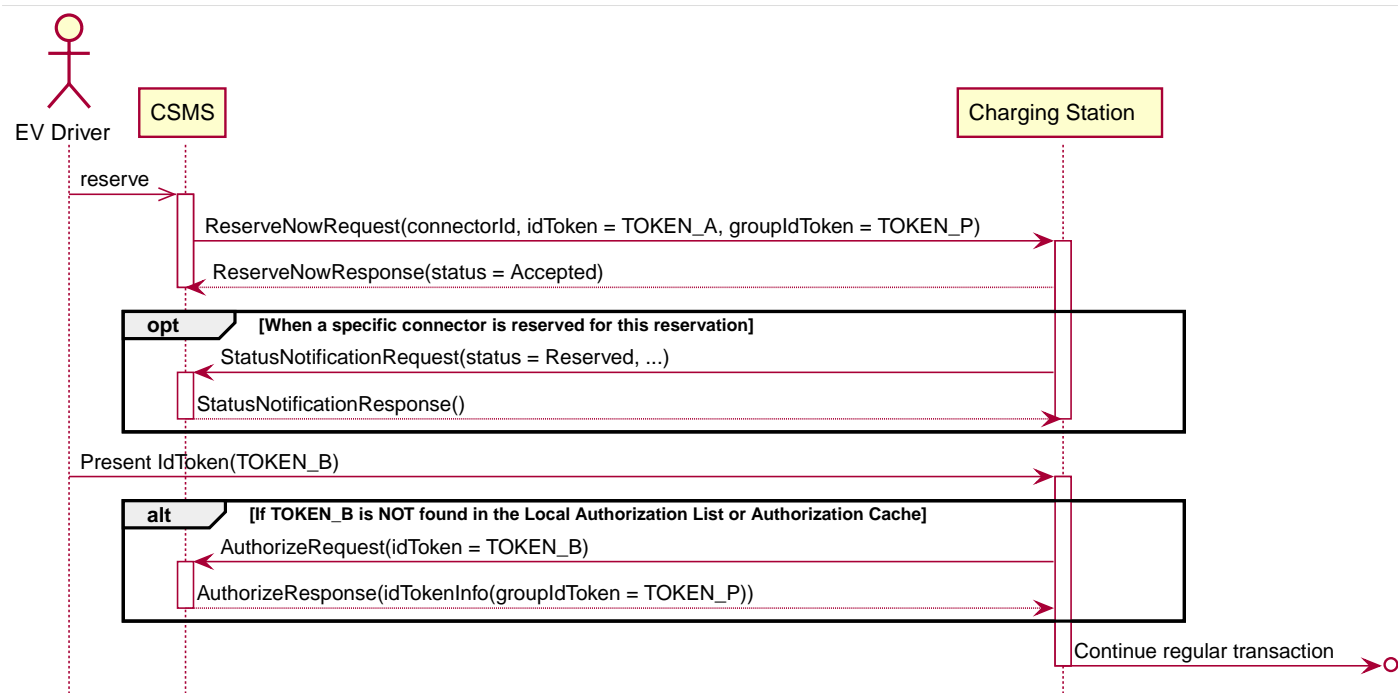 EV Driver
CSMS
Charging Station
reserve
ReserveNowRequest(connectorId, idToken = TOKEN_A, groupIdToken = TOKEN_P)
ReserveNowResponse(status = Accepted)
opt [When a specific connector is reserved for this reservation]
StatusNotificationRequest(status = Reserved, ...)
StatusNotificationResponse()
Present IdToken(TOKEN_B)
alt [If TOKEN_B is NOT found in the Local Authorization List or Authorization Cache]
AuthorizeRequest(idToken = TOKEN_B)
AuthorizeResponse(idTokenInfo(groupIdToken = TOKEN_P))
Continue regular transaction